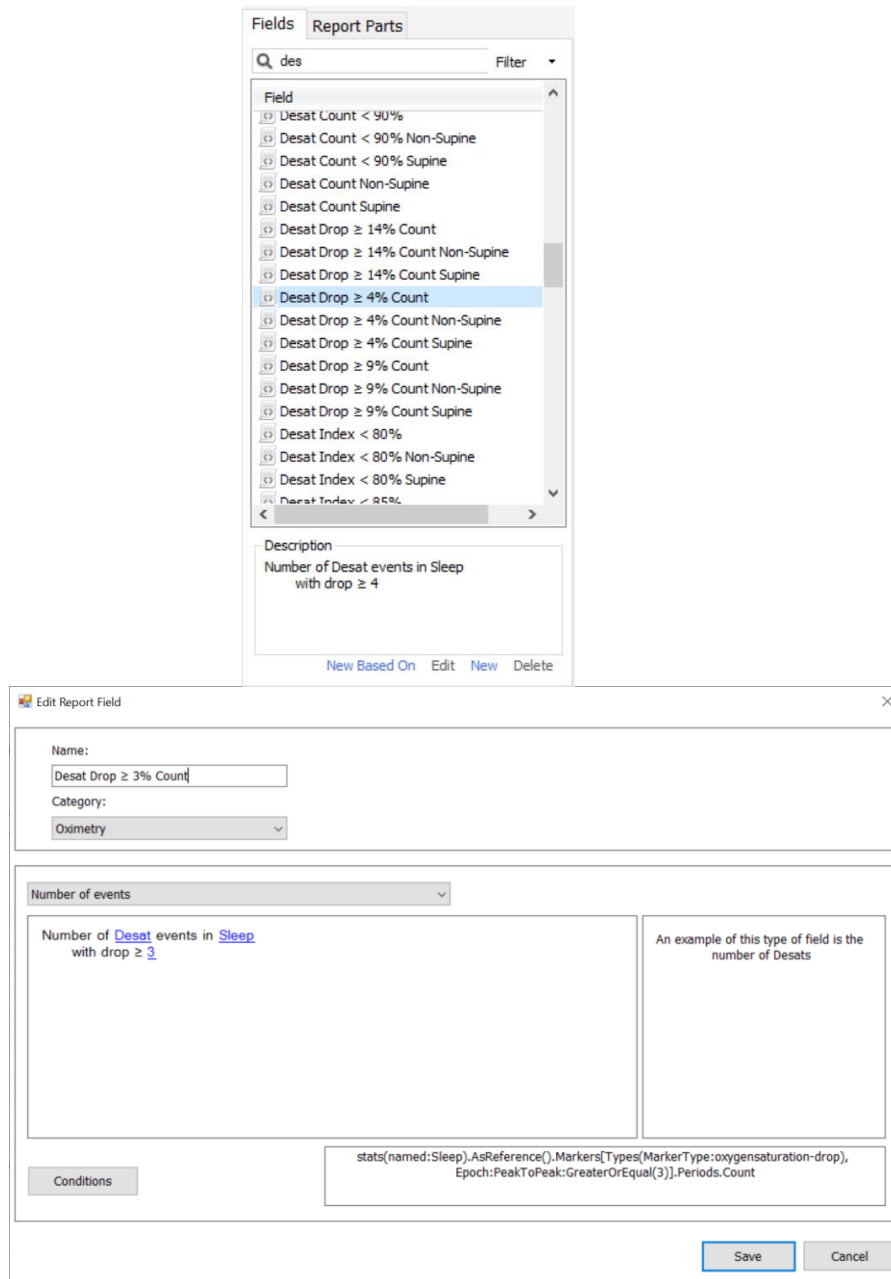 Fields Report Parts
des Filter
Field
Desat Count < 90%
Desat Count < 90% Non-Supine
Desat Count < 90% Supine
Desat Count Non-Supine
Desat Count Supine
Desat Drop ≥ 14% Count
Desat Drop ≥ 14% Count Non-Supine
Desat Drop ≥ 14% Count Supine
Desat Drop ≥ 4% Count
Desat Drop ≥ 4% Count Non-Supine
Desat Drop ≥ 4% Count Supine
Desat Drop ≥ 9% Count
Desat Drop ≥ 9% Count Non-Supine
Desat Drop ≥ 9% Count Supine
Desat Index < 80%
Desat Index < 80% Non-Supine
Desat Index < 80% Supine
Desat Index < 85%
Description
Number of Desat events in Sleep
with drop ≥ 4
New Based On Edit New Delete
Edit Report Field
Name:
Desat Drop ≥ 3% Count
Category:
Oximetry
Number of events
Number of Desat events in Sleep
with drop ≥ 3
An example of this type of field is the
number of Desats
Conditions
stats(named:Sleep).AsReference().Markers[Types(MarkerType:oxygensaturation-drop),
Epoch:PeakToPeak:GreaterOrEqual(3)].Periods.Count
Save Cancel